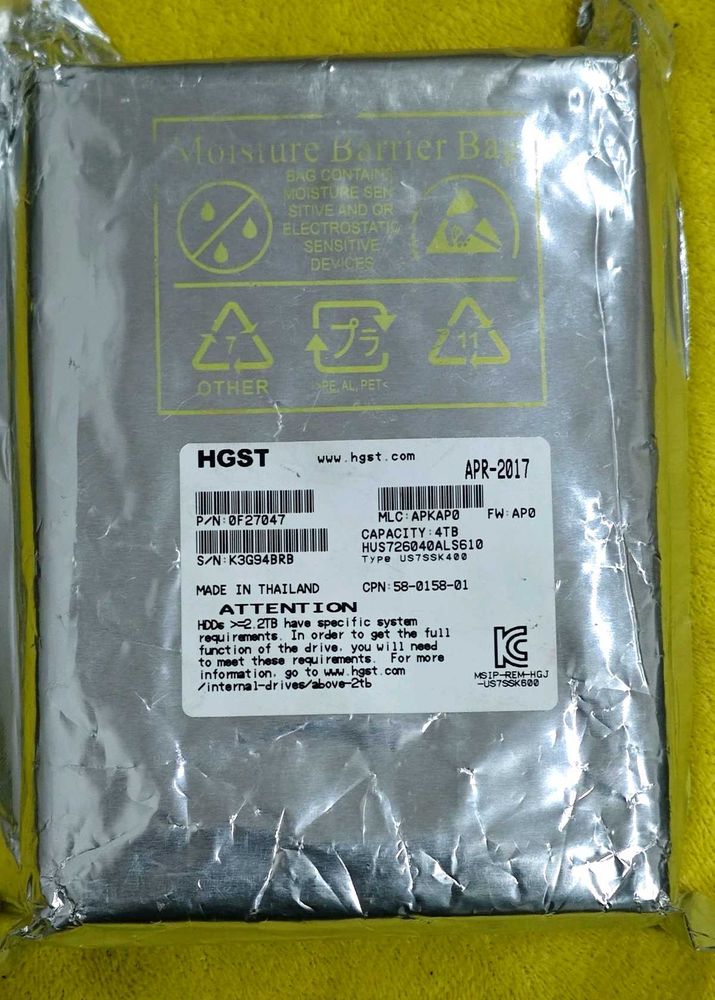 Moisture Barrier Bag
BAG CONTAINS
MOISTURE SEN
SITIVE AND OR
ELECTROSTATIC
SENSITIVE
DEVICES
7
OTHER
プラ
>PE, AL, PET<
11
HGST www.hgst.com APR-2017
P/N:0F27047 MLC:APKAP0 FW:AP0
CAPACITY:4TB
HUS726040ALS610
S/N:K3G94BRB Type US7SSK400
MADE IN THAILAND CPN:58-0158-01
ATTENTION
HDDs >=2.2TB have specific system
requirements. In order to get the full
function of the drive, you will need
to meet these requirements. For more
information, go to www.hgst.com
/internal-drives/above-2tb
MSIP-REM-HGJ
-US7SSK600